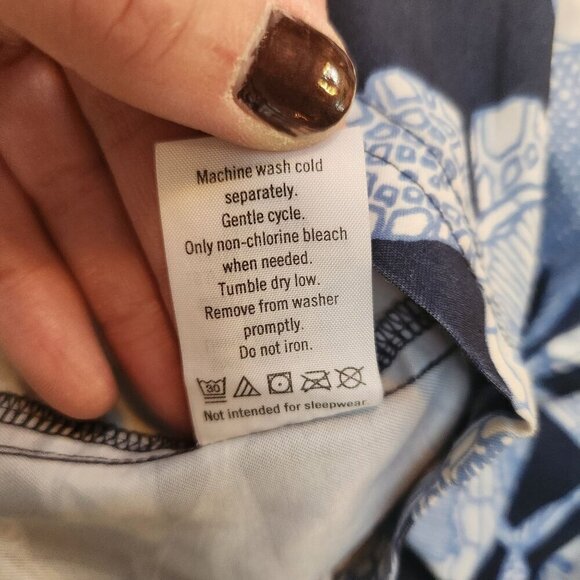 Machine wash cold
separately.
Gentle cycle.
Only non-chlorine bleach
when needed.
Tumble dry low.
Remove from washer
promptly.
Do not iron.
30
Not intended for sleepwear.